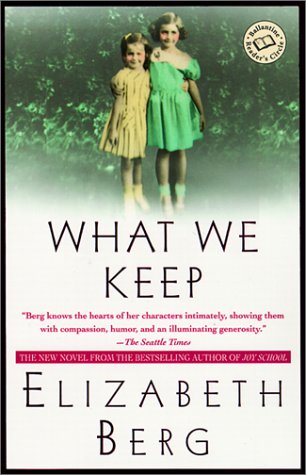 Ballantine
Reader's Circle
WHAT WE
KEEP
"Berg knows the hearts of her characters intimately, showing them
with compassion, humor, and an illuminating generosity."
—The Seattle Times
THE NEW NOVEL FROM THE BESTSELLING AUTHOR OF JOY SCHOOL
ELIZABETH
BERG